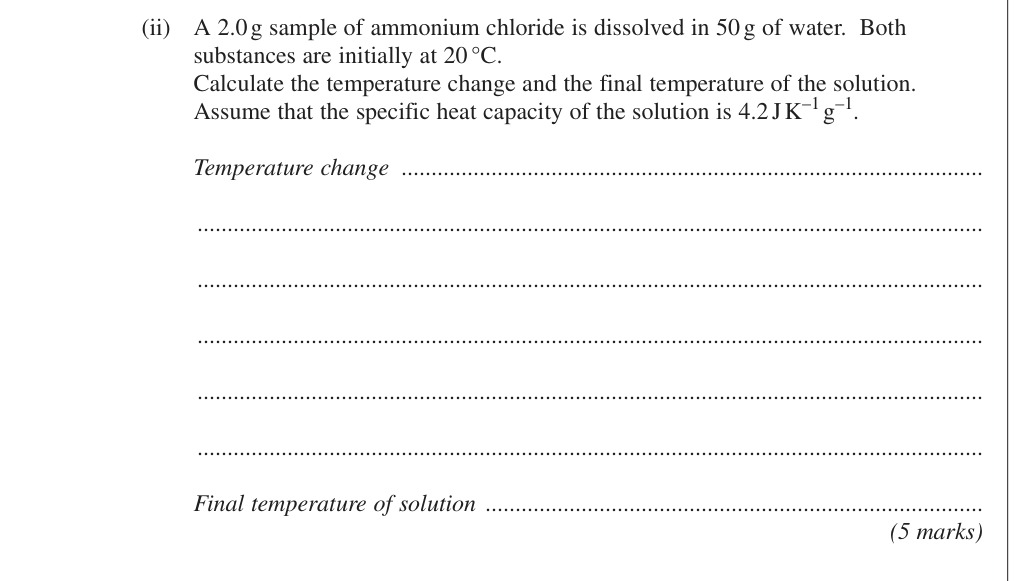 (ii) A 2.0 g sample of ammonium chloride is dissolved in 50 g of water. Both
substances are initially at 20 °C.
Calculate the temperature change and the final temperature of the solution.
Assume that the specific heat capacity of the solution is 4.2 J K⁻¹ g⁻¹.
Temperature change .................................................................................................
...................................................................................................................................
...................................................................................................................................
...................................................................................................................................
...................................................................................................................................
...................................................................................................................................
Final temperature of solution ...................................................................................
(5 marks)